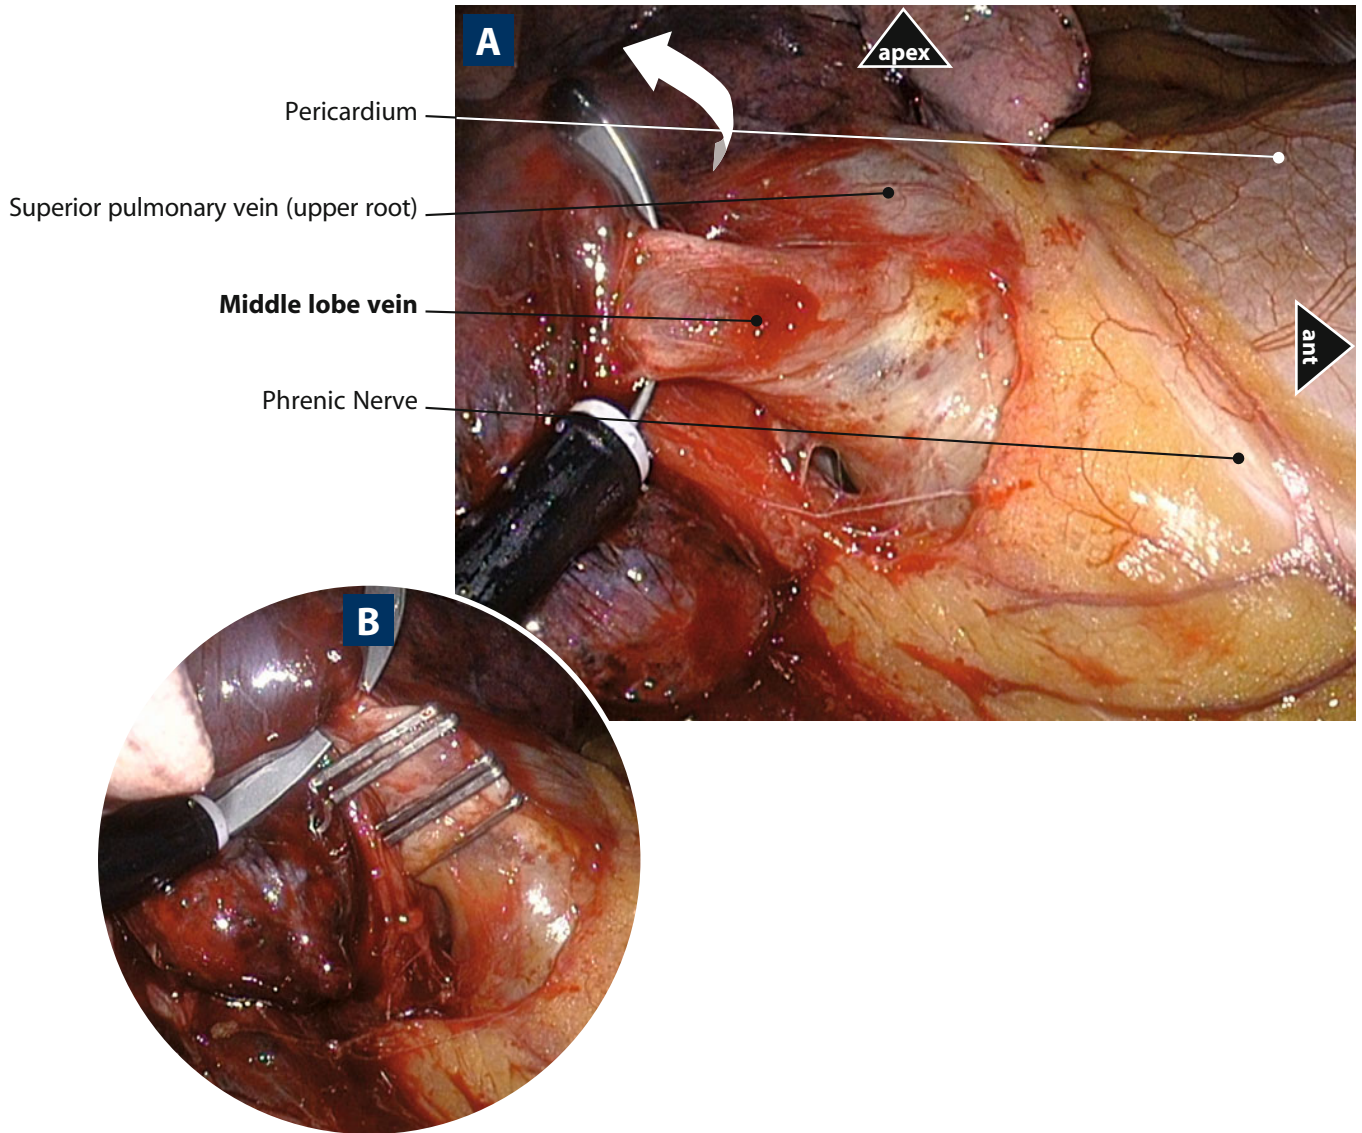 A
apex
Pericardium
Superior pulmonary vein (upper root)
Middle lobe vein
ant
Phrenic Nerve
B